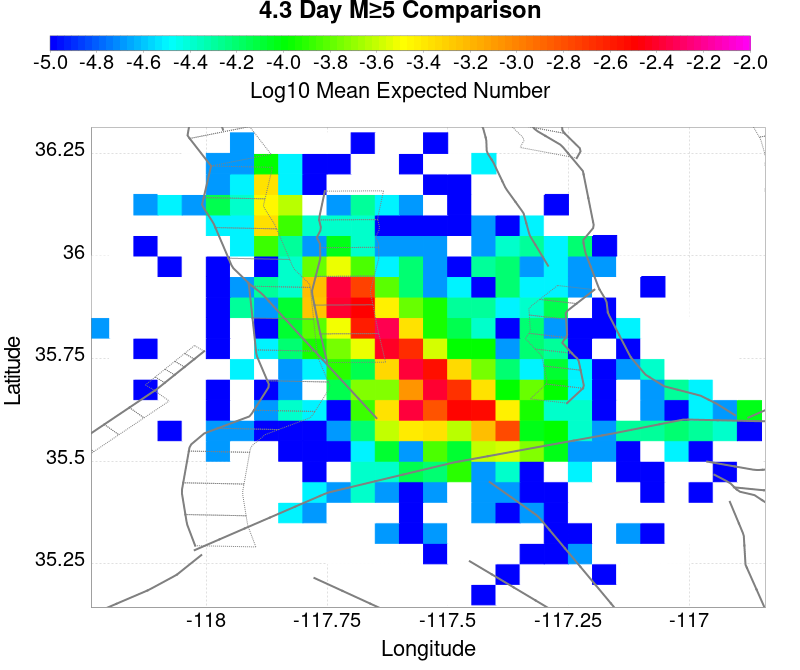 4.3 Day M≥5 Comparison
-5.0 -4.8 -4.6 -4.4 -4.2 -4.0 -3.8 -3.6 -3.4 -3.2 -3.0 -2.8 -2.6 -2.4 -2.2 -2.0
Log10 Mean Expected Number
36.25
36
35.75
35.5
35.25
Latitude
-118 -117.75 -117.5 -117.25 -117
Longitude